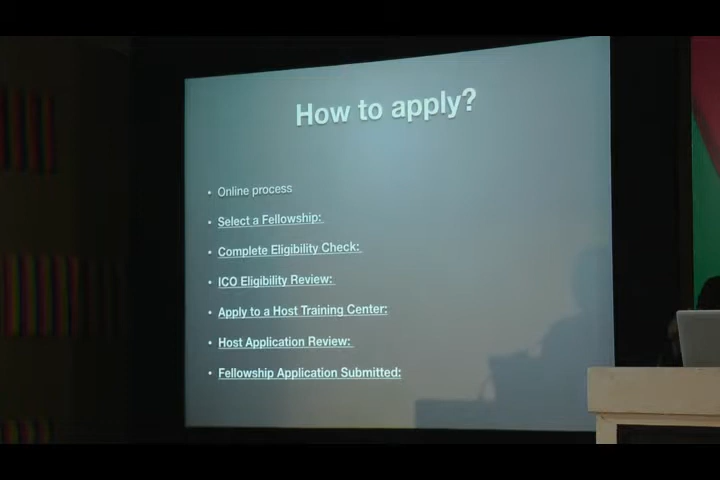 How to apply?
• Online process
• Select a Fellowship:
• Complete Eligibility Check:
• ICO Eligibility Review:
• Apply to a Host Training Center:
• Host Application Review:
• Fellowship Application Submitted: